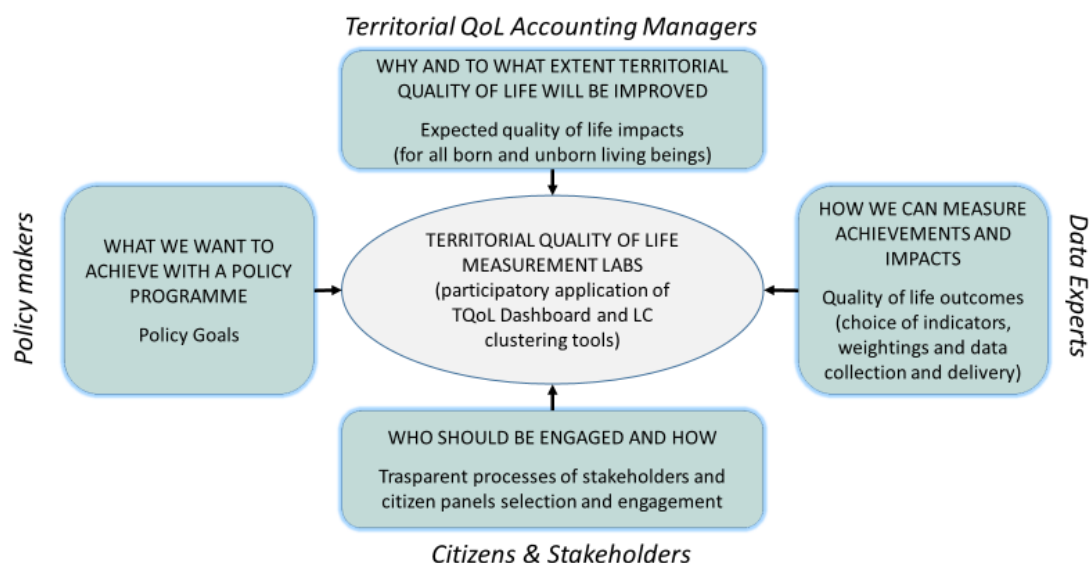 Territorial QoL Accounting Managers
WHY AND TO WHAT EXTENT TERRITORIAL
QUALITY OF LIFE WILL BE IMPROVED
Expected quality of life impacts
(for all born and unborn living beings)
Policy makers
WHAT WE WANT TO
ACHIEVE WITH A POLICY
PROGRAMME
Policy Goals
TERRITORIAL QUALITY OF LIFE
MEASUREMENT LABS
(participatory application of
TQoL Dashboard and LC
clustering tools)
HOW WE CAN MEASURE
ACHIEVEMENTS AND
IMPACTS
Quality of life outcomes
(choice of indicators,
weightings and data
collection and delivery)
Data Experts
WHO SHOULD BE ENGAGED AND HOW
Trasparent processes of stakeholders and
citizen panels selection and engagement
Citizens & Stakeholders